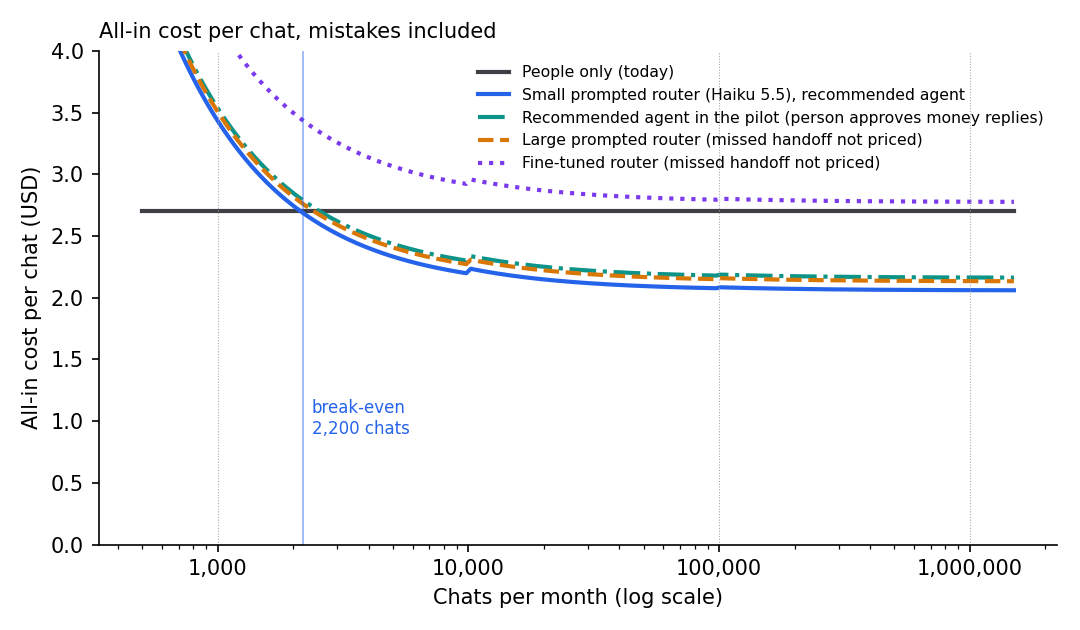 All-in cost per chat, mistakes included
4.0
3.5
3.0
2.5
2.0
1.5
1.0
0.5
0.0
All-in cost per chat (USD)
People only (today)
Small prompted router (Haiku 5.5), recommended agent
Recommended agent in the pilot (person approves money replies)
Large prompted router (missed handoff not priced)
Fine-tuned router (missed handoff not priced)
break-even
2,200 chats
1,000
10,000
100,000
1,000,000
Chats per month (log scale)